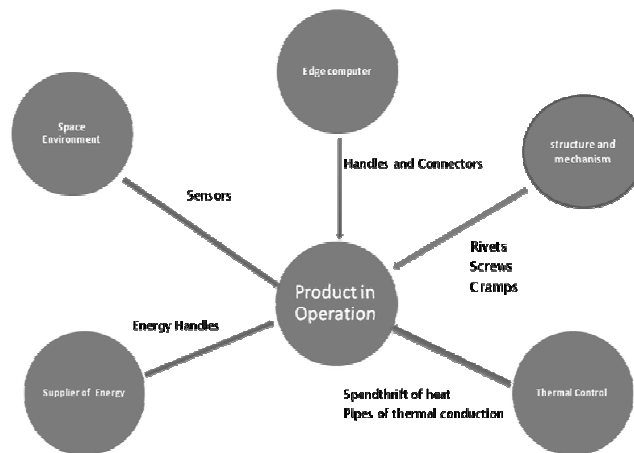 Edge computer
Space
Environment
structure and
mechanism
Handles and Connectors
Sensors
Rivets
Screws
Cramps
Product in
Operation
Energy Handles
Supplier of Energy
Spendthrift of heat
Pipes of thermal conduction
Thermal Control